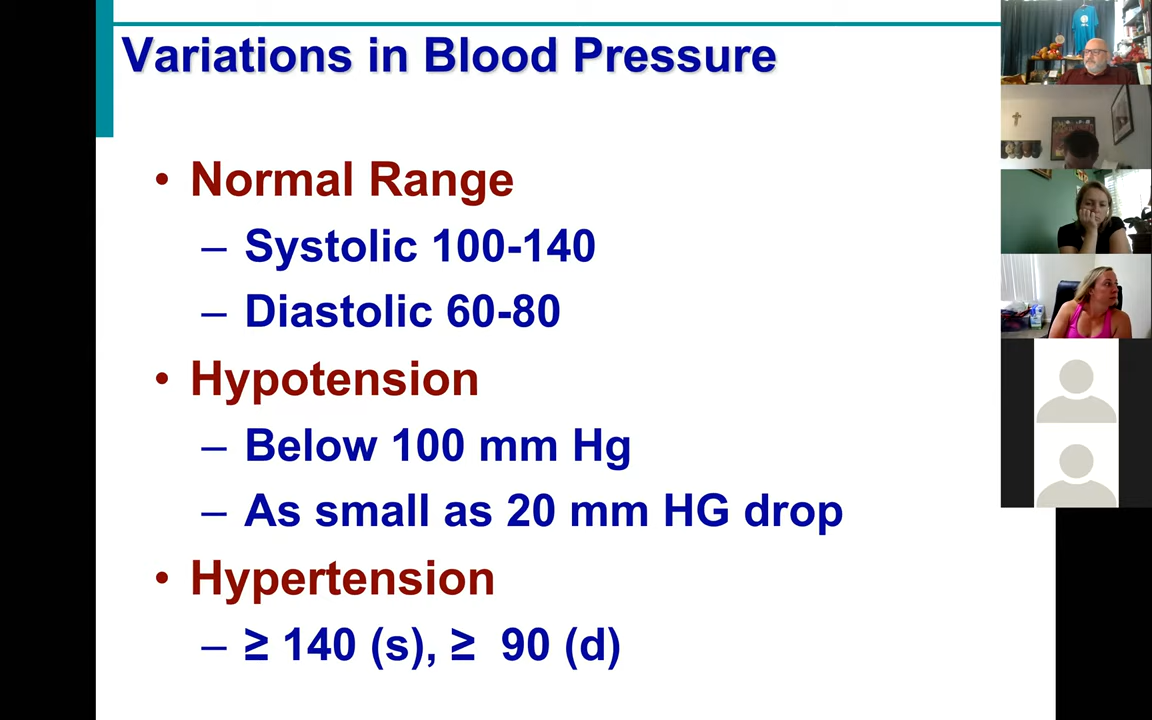 Variations in Blood Pressure
• Normal Range
– Systolic 100-140
– Diastolic 60-80
• Hypotension
– Below 100 mm Hg
– As small as 20 mm HG drop
• Hypertension
– ≥ 140 (s), ≥ 90 (d)